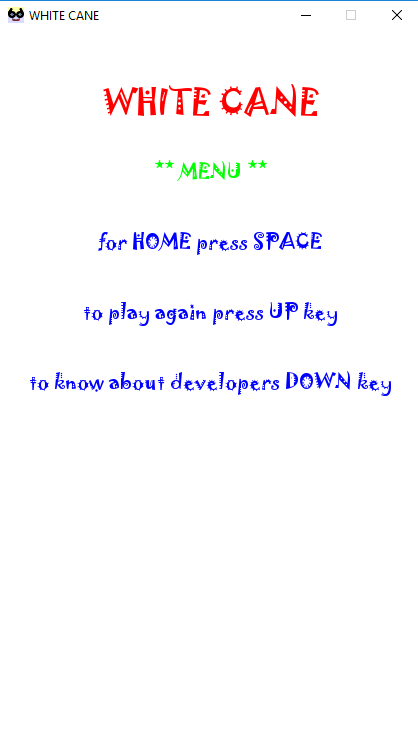 WHITE CANE
WHITE CANE
** MENU **
for HOME press SPACE
to play again press UP key
to know about developers DOWN key